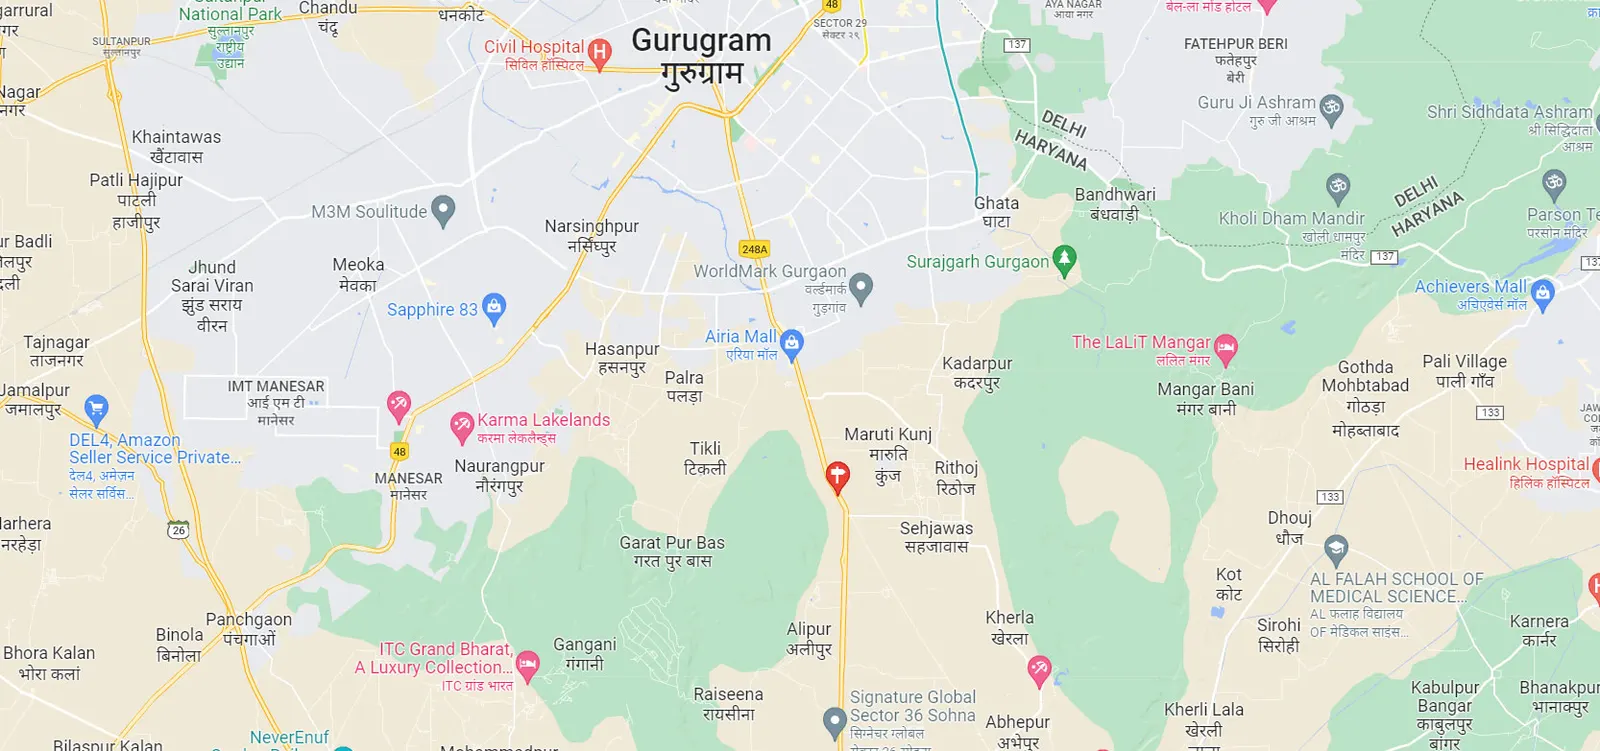 Chandu
चंदू
धनकोट
National Park
सुल्तानपुर
राष्ट्रीय
उद्यान
SULTANPUR
सुल्तानपुर
48
SECTOR 29
सेक्टर २९
AYA NAGAR
आया नगर
बेल-ला मोंड होटल
Civil Hospital
सिविल हॉस्पिटल
Gurugram
गुरुग्राम
137
FATEHPUR BERI
फतेहपुर
बेरी
Guru Ji Ashram
गुरु जी आश्रम
Shri Sidhdata Ashram
श्री सिद्धिदाता
आश्रम
DELHI
HARYANA
Khaintawas
खैंटावास
Patli Hajipur
पाटली
हाजीपुर
M3M Soulitude
Narsinghpur
नर्सिंघपुर
Ghata
घाटा
Bandhwari
बंधवाड़ी
Kholi Dham Mandir
खोली धामपुर
मंदिर
DELHI
HARYANA
Parson Te
परसोन मंदिर
248A
WorldMark Gurgaon
वर्ल्डमार्क
गुड़गांव
Surajgarh Gurgaon
137
Achievers Mall
अचिएवेर्स मॉल
Jhund
Sarai Viran
झुंड सराय
वीरन
Meoka
मेवका
Sapphire 83
Airia Mall
एरिया मॉल
Tajnagar
ताजनगर
Hasanpur
हसनपुर
Palra
पलड़ा
Kadarpur
कदरपुर
The LaLiT Mangar
ललित मंगर
Mangar Bani
मंगर बानी
Gothda
Mohbtabad
गोठड़ा
मोहब्ताबाद
Pali Village
पाली गाँव
133
Jamalpur
जमालपुर
IMT MANESAR
आई एम टी
मानेसर
Karma Lakelands
करमा लेकलैन्ड्स
DEL4, Amazon
Seller Service Private...
देल4, अमेज़न
सेलर सर्विस...
48
MANESAR
मानेसर
Naurangpur
नौरंगपुर
Tikli
टिकली
Maruti Kunj
मारुति
कुंज
Rithoj
रिठोज
Healink Hospital
हिलिंक हॉस्पिटल
133
26
Garat Pur Bas
गरत पुर बास
Sehjawas
सहजावास
Dhouj
धौज
Kot
कोट
AL FALAH SCHOOL OF
MEDICAL SCIENCE...
AL फलाह विद्यालय
OF मेडिकल साइंस...
Panchgaon
पंचगाओं
Binola
बिनोला
Bhora Kalan
भोरा कलां
ITC Grand Bharat,
A Luxury Collection...
ITC ग्रांड भारत
Gangani
गंगानी
Alipur
अलीपुर
Kherla
खेरला
Sirohi
सिरोही
Karnera
कार्नर
Raiseena
रायसीना
Signature Global
Sector 36 Sohna
सिग्नेचर ग्लोबल
Abhepur
अभेपुर
Kherli Lala
खेरली
Kabulpur
Bangar
काबुलपुर
बांगर
Bhanakpur
भानाक्पुर
NeverEnuf
Bilaspur Kalan
Mohammadpur